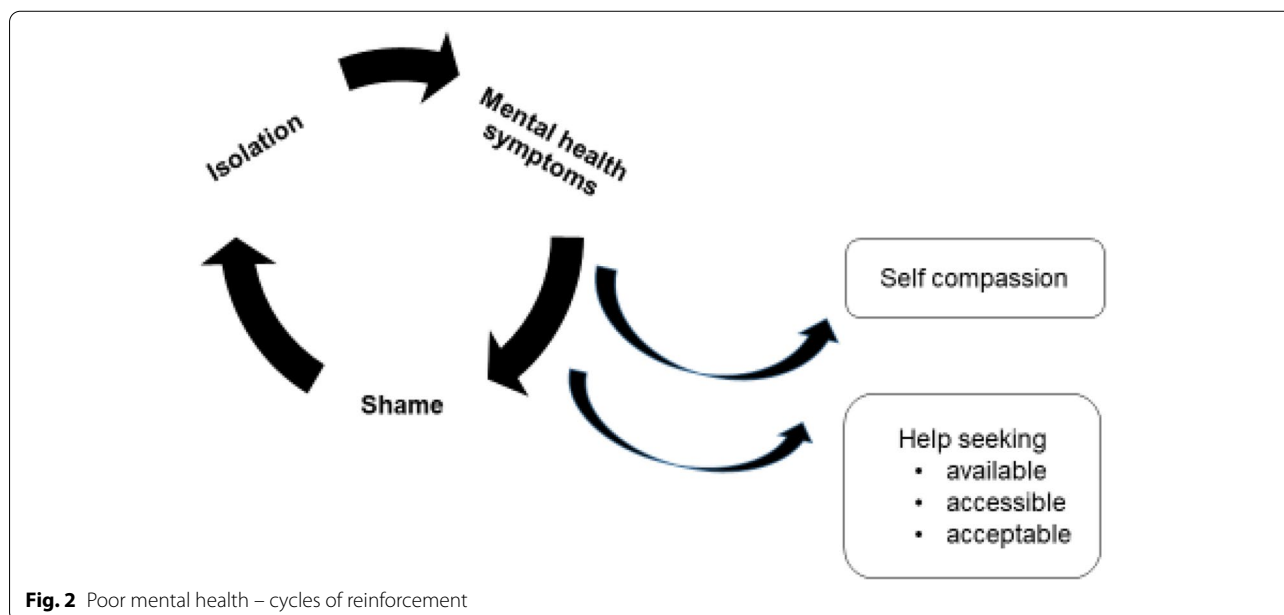 Isolation
Mental health
symptoms
Shame
Self compassion
Help seeking
• available
• accessible
• acceptable
Fig. 2 Poor mental health – cycles of reinforcement